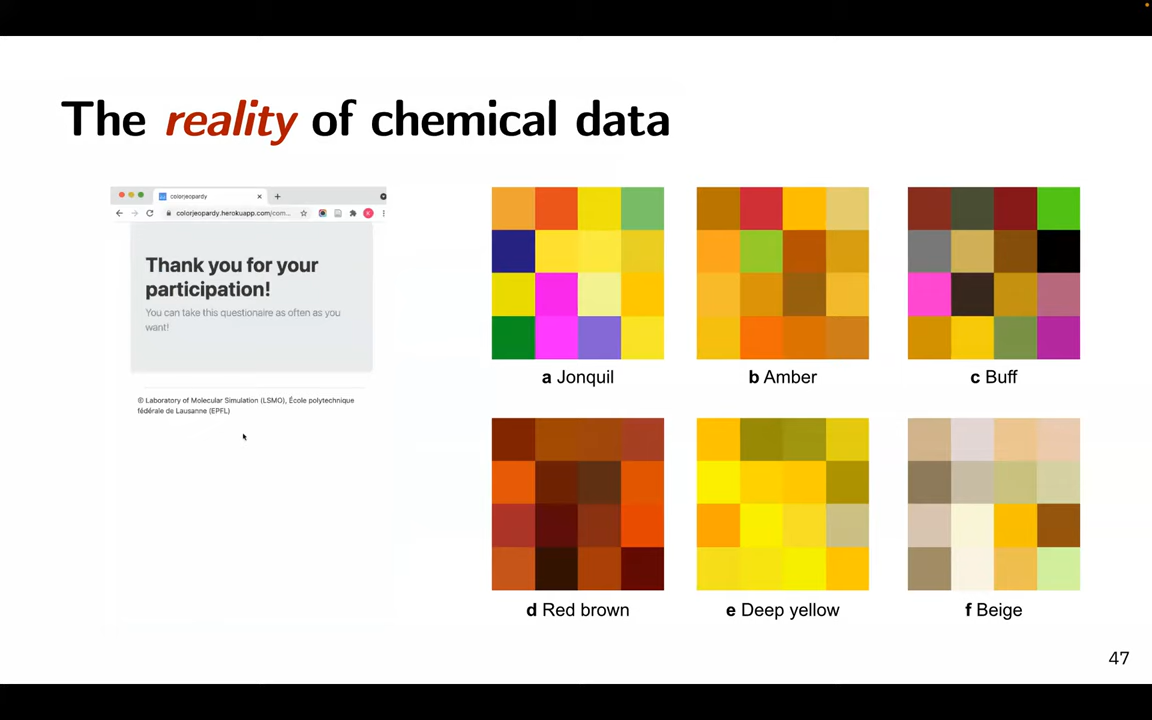 The reality of chemical data
colorjeopardy
colorjeopardy.herokuapp.com/com...
Thank you for your
participation!
You can take this questionaire as often as you
want!
© Laboratory of Molecular Simulation (LSMO), École polytechnique
fédérale de Lausanne (EPFL)
a Jonquil
b Amber
c Buff
d Red brown
e Deep yellow
f Beige
47